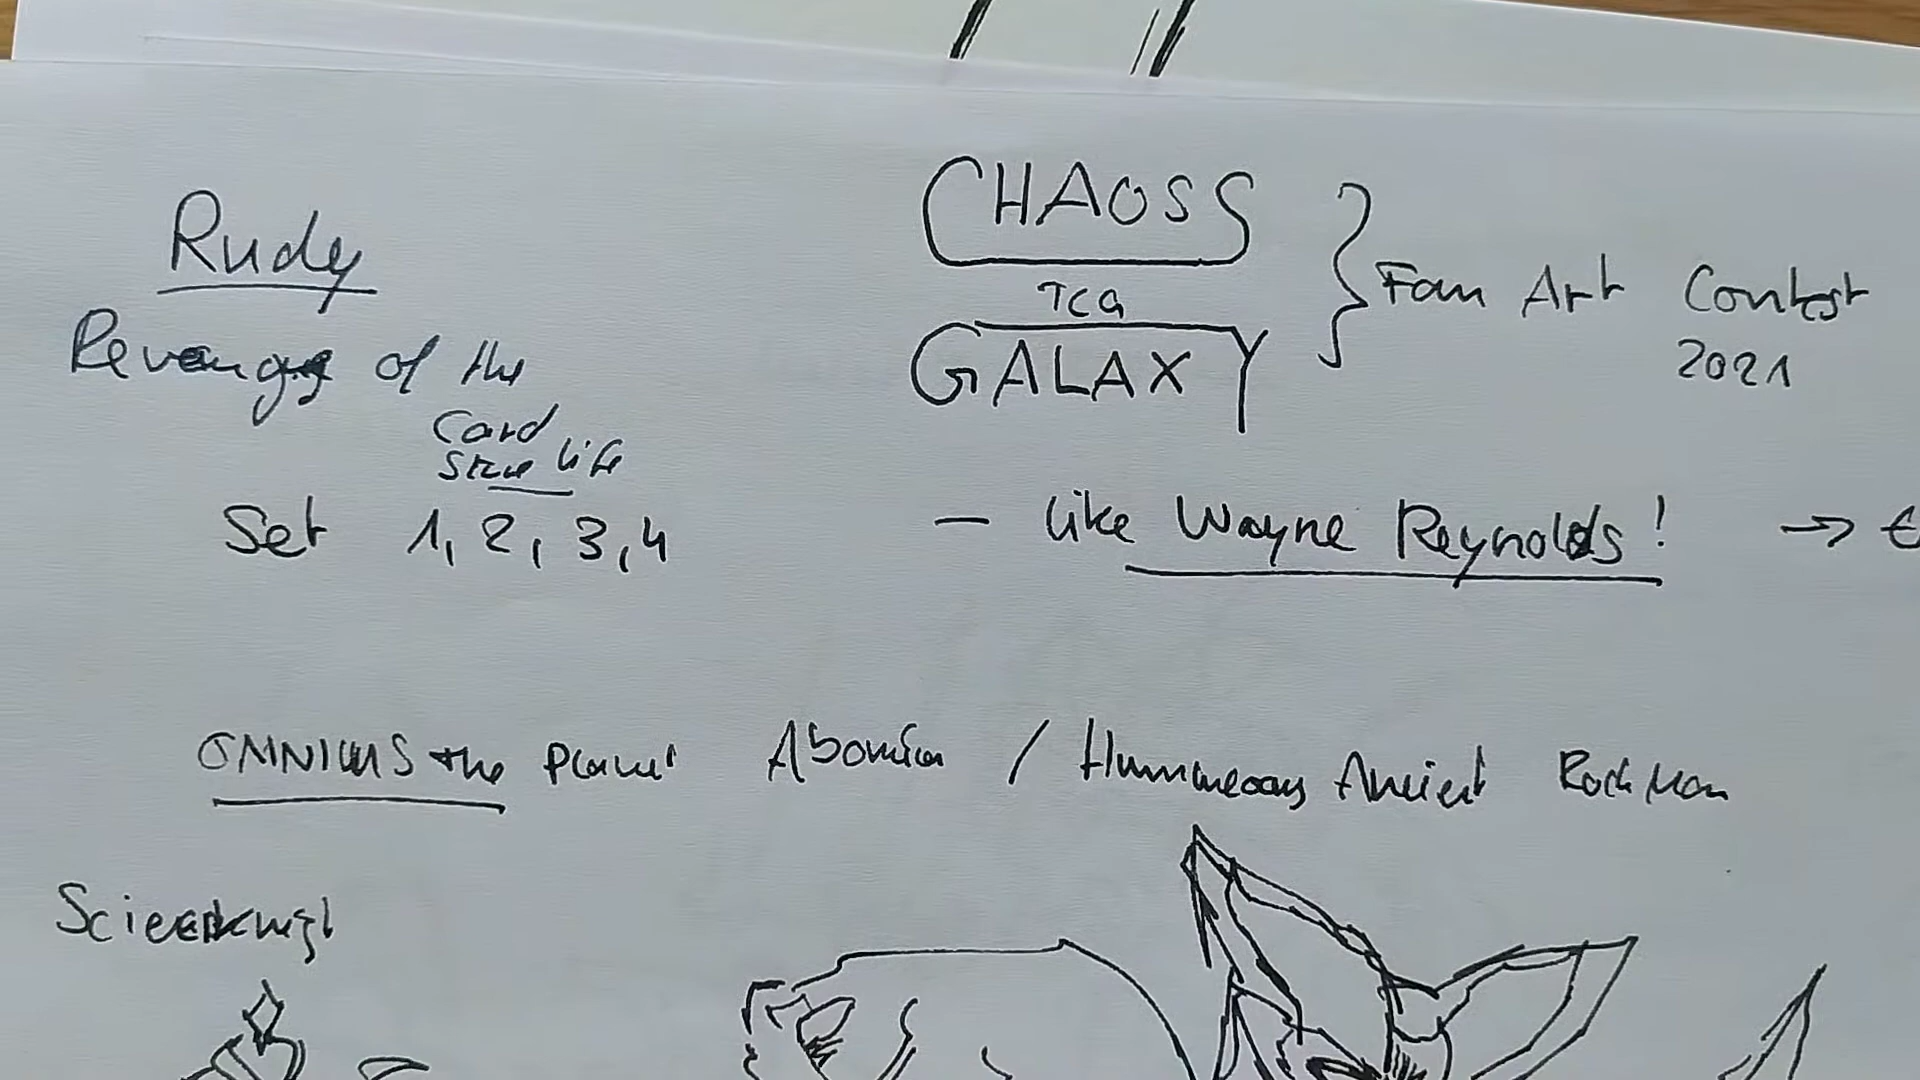 Rudy
Revenge of the
Card
Store life
Set 1, 2, 3, 4
CHAOSS
TCG
GALAXY
Fan Art Contest
2021
- like Wayne Reynolds! →
OMNIUS the Planet / Ancient Rock Man